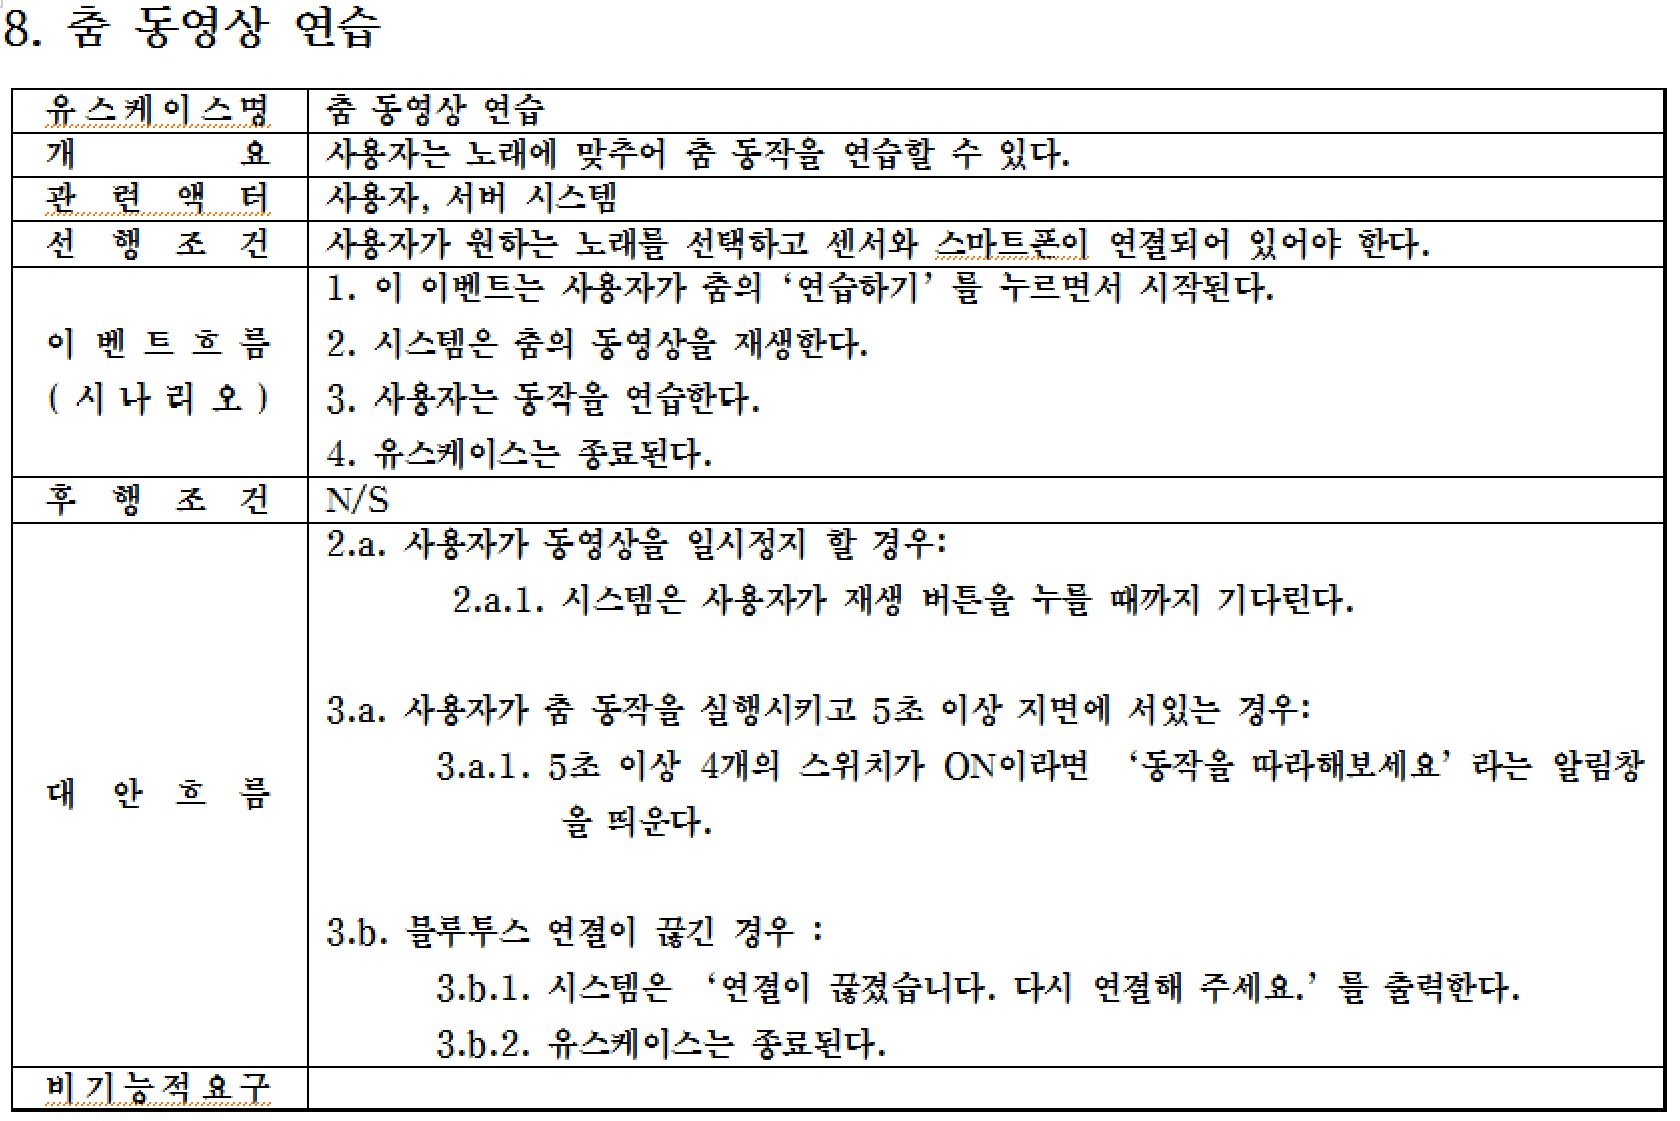 8. 춤 동영상 연습
유스케이스명 춤 동영상 연습
개 요 사용자는 노래에 맞추어 춤 동작을 연습할 수 있다.
관 련 액 터 사용자, 서버 시스템
선 행 조 건 사용자가 원하는 노래를 선택하고 센서와 스마트폰이 연결되어 있어야 한다.
이 벤 트 흐 름
( 시 나 리 오 )
1. 이 이벤트는 사용자가 춤의 ‘연습하기’ 를 누르면서 시작된다.
2. 시스템은 춤의 동영상을 재생한다.
3. 사용자는 동작을 연습한다.
4. 유스케이스는 종료된다.
후 행 조 건 N/S
대 안 흐 름
2.a. 사용자가 동영상을 일시정지 할 경우:
2.a.1. 시스템은 사용자가 재생 버튼을 누를 때까지 기다린다.
3.a. 사용자가 춤 동작을 실행시키고 5초 이상 지면에 서있는 경우:
3.a.1. 5초 이상 4개의 스위치가 ON이라면 ‘동작을 따라해보세요’ 라는 알림창
을 띄운다.
3.b. 블루투스 연결이 끊긴 경우 :
3.b.1. 시스템은 ‘연결이 끊겼습니다. 다시 연결해 주세요.’ 를 출력한다.
3.b.2. 유스케이스는 종료된다.
비기능적요구